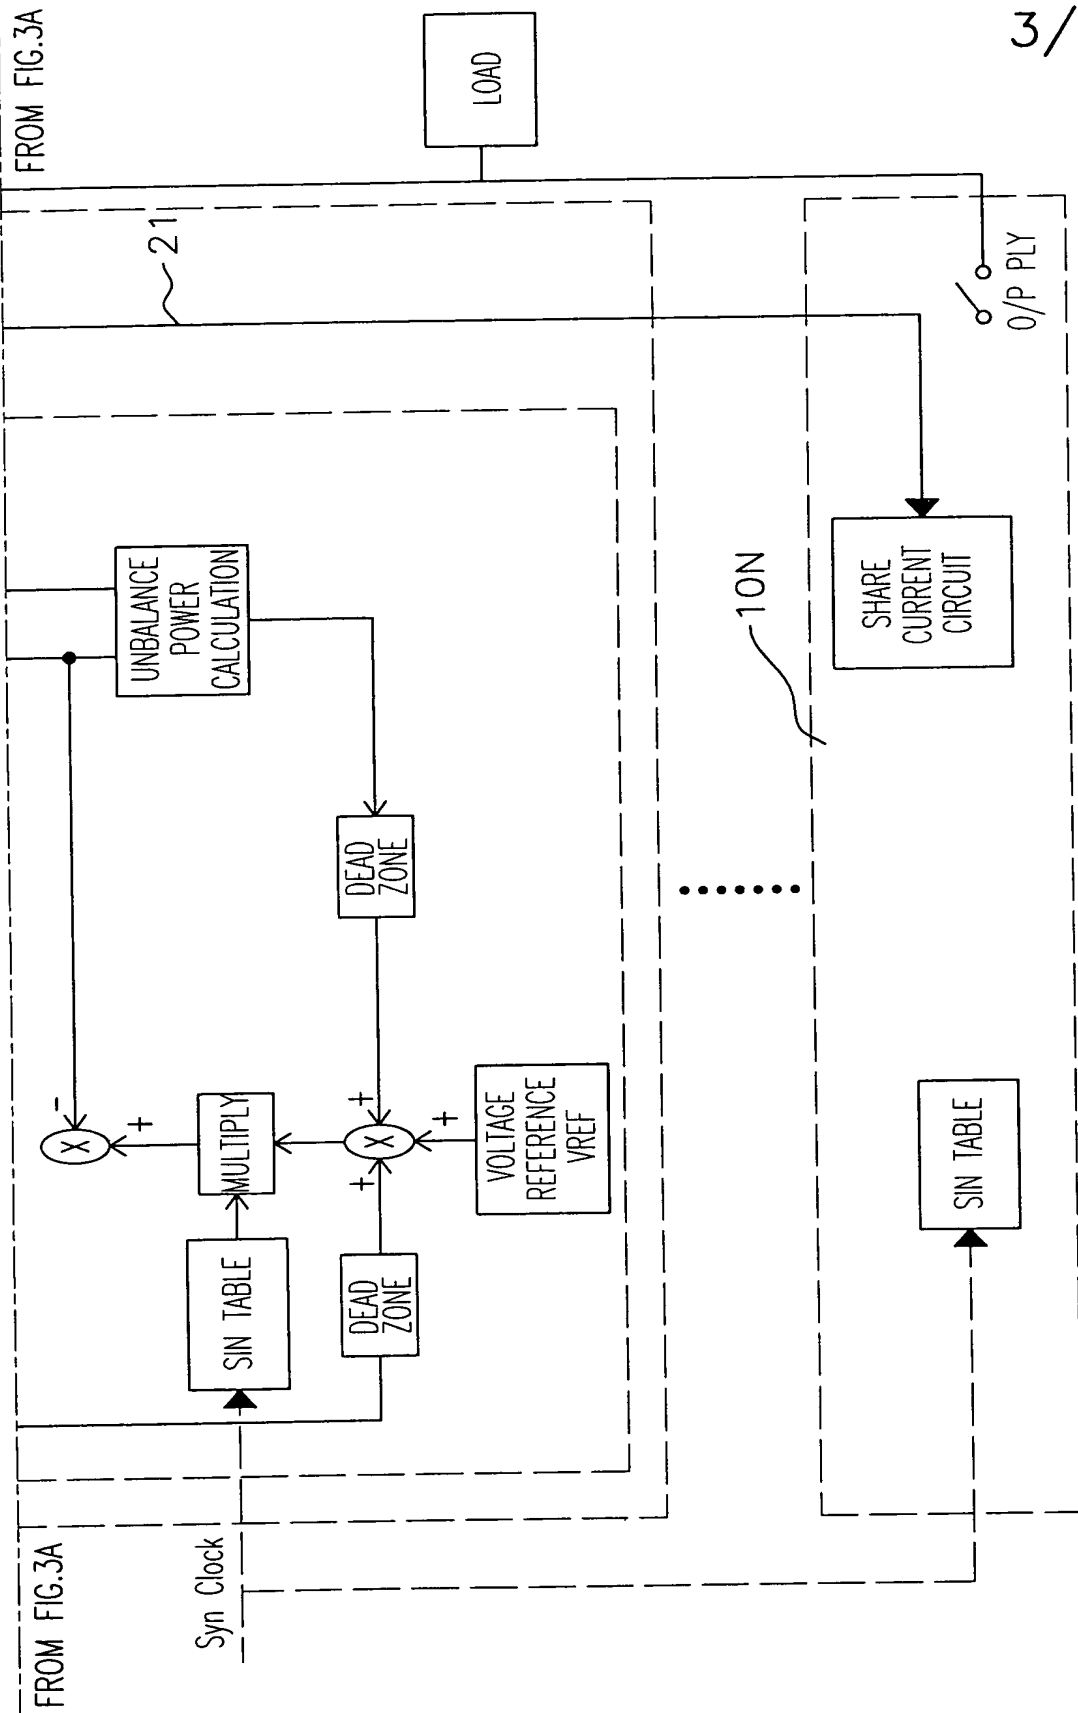 3/
FROM FIG.3A
LOAD
21
O/P PLY
UNBALANCE
POWER
CALCULATION
10N
SHARE
CURRENT
CIRCUIT
DEAD
ZONE
-
X
+
MULTIPLY
+
X
+
+
VOLTAGE
REFERENCE
VREF
SIN TABLE
DEAD
ZONE
SIN TABLE
Syn Clock
FROM FIG.3A